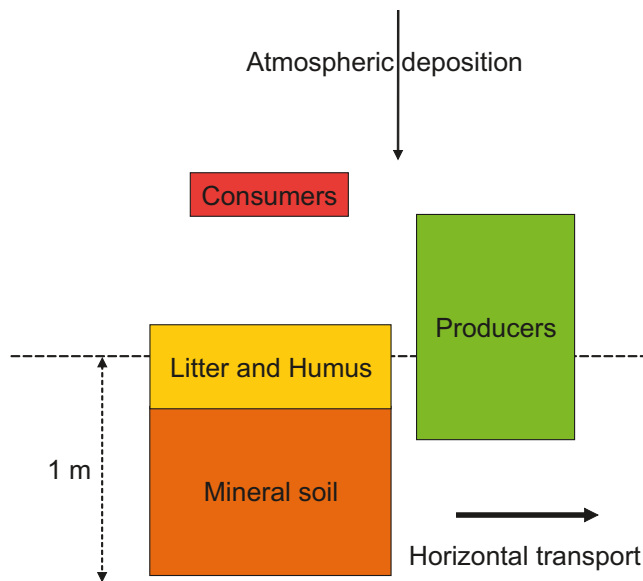 Atmospheric deposition
Consumers
Producers
Litter and Humus
1 m
Mineral soil
Horizontal transport